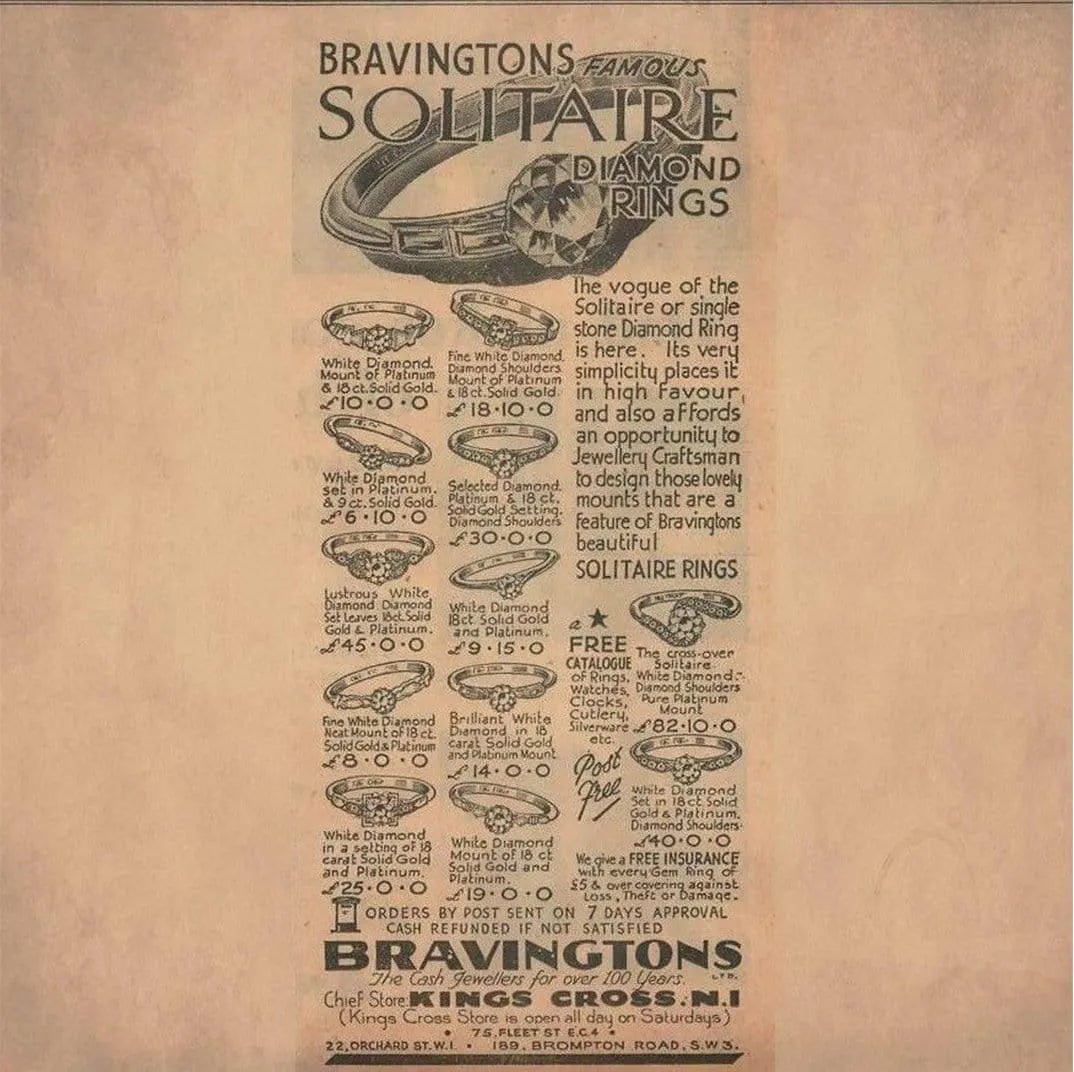 BRAVINGTONS FAMOUS
SOLITAIRE
DIAMOND
RINGS
White Diamond.
Mount of Platinum
& 18ct. Solid Gold.
£10·0·0
Fine White Diamond.
Diamond Shoulders
Mount of Platinum
& 18ct. Solid Gold.
£18·10·0
White Diamond
set in Platinum.
& 9ct. Solid Gold.
£6·10·0
Selected Diamond.
Platinum & 18 ct.
Solid Gold Setting.
Diamond Shoulders
£30·0·0
Lustrous White
Diamond Diamond
Set Leaves 18ct. Solid
Gold & Platinum.
£45·0·0
White Diamond
18ct. Solid Gold
and Platinum.
£9·15·0
Fine White Diamond
Neat Mount of 18 ct.
Solid Gold & Platinum
£8·0·0
Brilliant White
Diamond in 18
carat Solid Gold
and Platinum Mount
£14·0·0
White Diamond
in a setting of 18
carat Solid Gold
and Platinum.
£25·0·0
White Diamond
Mount of 18 ct
Solid Gold and
Platinum.
£19·0·0
The vogue of the
Solitaire or single
stone Diamond Ring
is here. Its very
simplicity places it
in high favour,
and also affords
an opportunity to
Jewellery Craftsman
to design those lovely
mounts that are a
feature of Bravingtons
beautiful
SOLITAIRE RINGS
a ★
FREE
CATALOGUE
of Rings,
Watches,
Clocks,
Cutlery,
Silverware
etc.
Post
Free
The cross-over
Solitaire.
White Diamond.
Diamond Shoulders
Pure Platinum
Mount
£82·10·0
White Diamond
Set in 18ct. Solid
Gold & Platinum.
Diamond Shoulders.
£40·0·0
We give a FREE INSURANCE
with every Gem Ring of
£5 & over covering against
Loss, Theft or Damage.
ORDERS BY POST SENT ON 7 DAYS APPROVAL
CASH REFUNDED IF NOT SATISFIED
BRAVINGTONS LTD.
The Cash Jewellers for over 100 Years.
Chief Store: KINGS CROSS. N.1
(Kings Cross Store is open all day on Saturdays)
• 75, FLEET ST E.C.4 •
22, ORCHARD ST. W.1. • 189, BROMPTON ROAD, S.W.3.